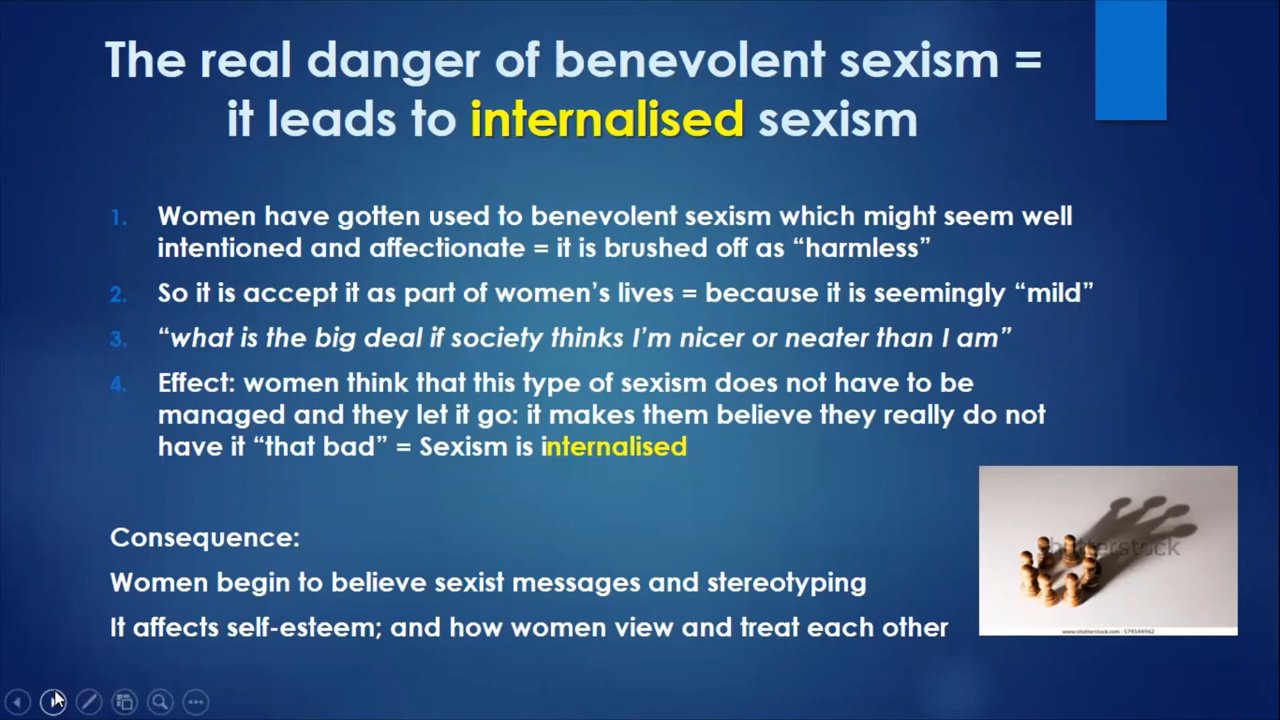 The real danger of benevolent sexism =
it leads to internalised sexism
1. Women have gotten used to benevolent sexism which might seem well
intentioned and affectionate = it is brushed off as “harmless”
2. So it is accept it as part of women’s lives = because it is seemingly “mild”
3. “what is the big deal if society thinks I’m nicer or neater than I am”
4. Effect: women think that this type of sexism does not have to be
managed and they let it go: it makes them believe they really do not
have it “that bad” = Sexism is internalised
Consequence:
Women begin to believe sexist messages and stereotyping
It affects self-esteem; and how women view and treat each other
shutterstock
www.shutterstock.com · 574544962